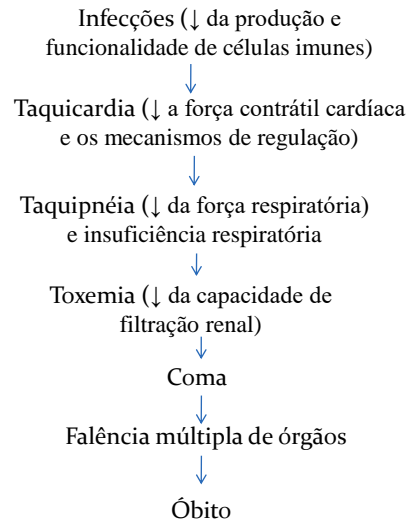 Infecções (↓ da produção e
funcionalidade de células imunes)
Taquicardia (↓ a força contrátil cardíaca
e os mecanismos de regulação)
Taquipnéia (↓ da força respiratória)
e insuficiência respiratória
Toxemia (↓ da capacidade de
filtração renal)
Coma
Falência múltipla de órgãos
Óbito